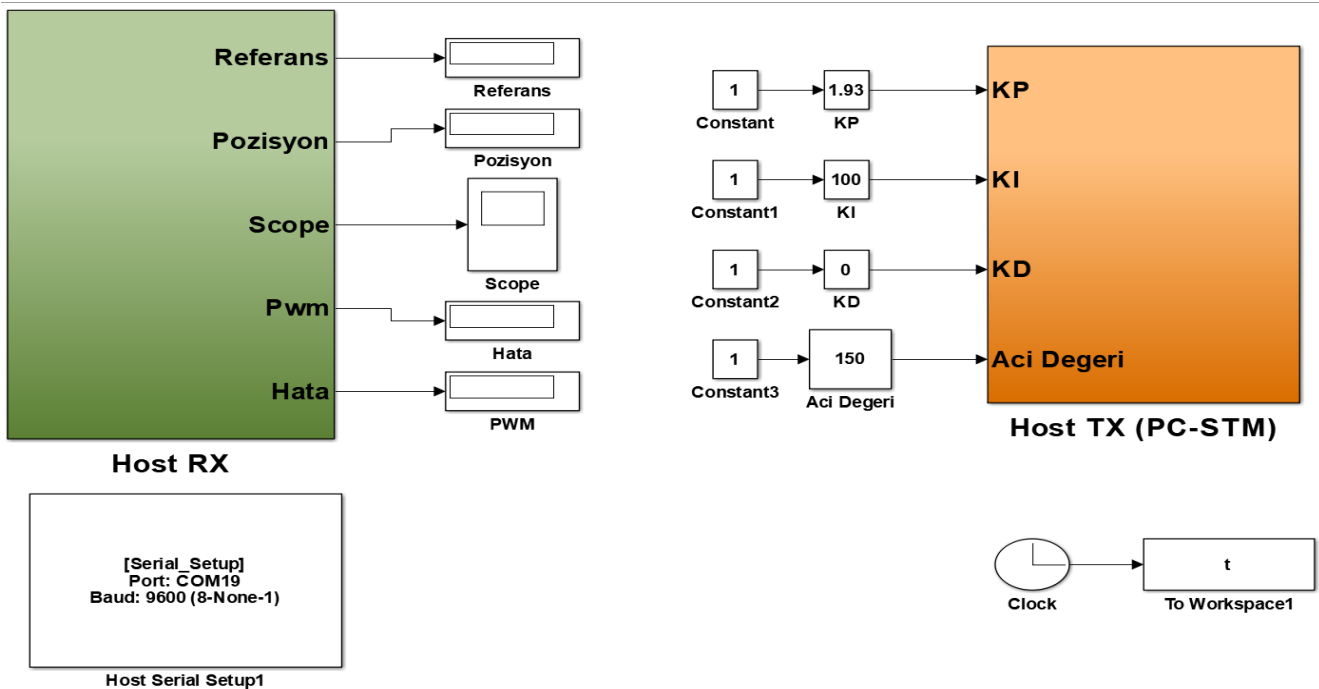 Referans
Pozisyon
Scope
Pwm
Hata
Host RX
Referans
Pozisyon
Scope
Hata
PWM
[Serial_Setup]
Port: COM19
Baud: 9600 (8-None-1)
Host Serial Setup1
1
Constant
1.93
KP
1
Constant1
100
KI
1
Constant2
0
KD
1
Constant3
150
Aci Degeri
KP
KI
KD
Aci Degeri
Host TX (PC-STM)
Clock
t
To Workspace1